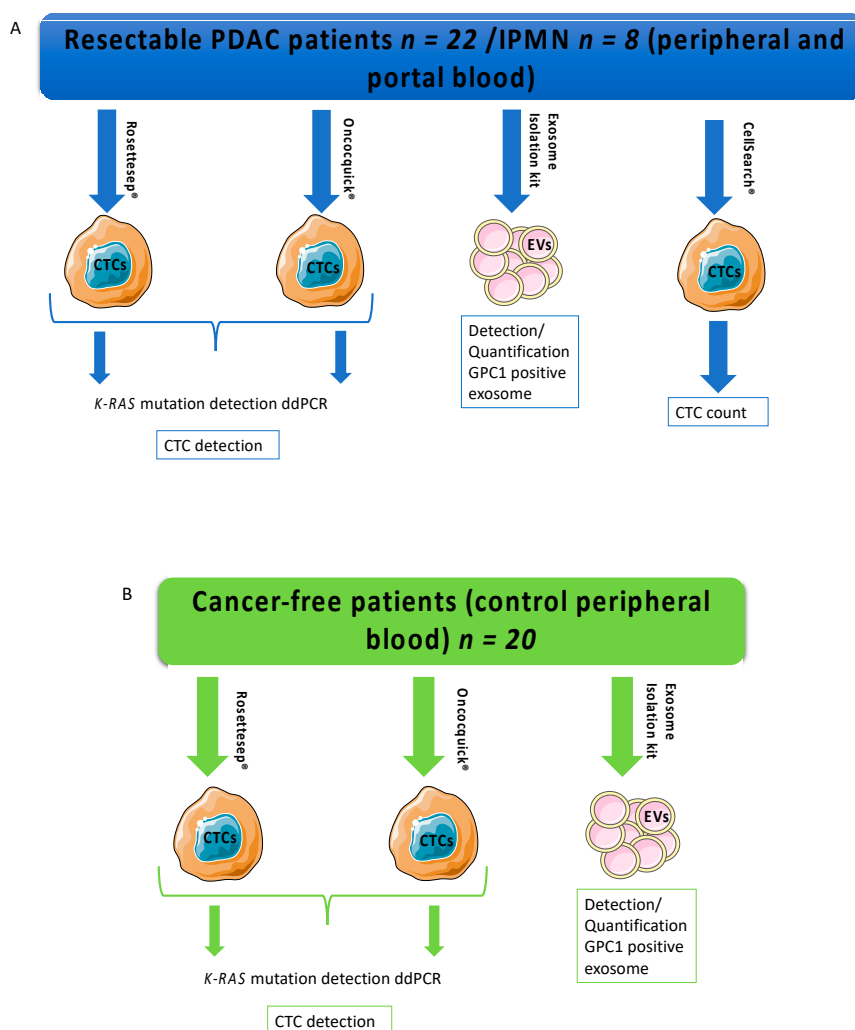 A
Resectable PDAC patients n = 22 /IPMN n = 8 (peripheral and
portal blood)
Rosettesep®
Oncocquick®
Exosome
Isolation kit
CellSearch®
CTCs
CTCs
EVs
CTCs
Detection/
Quantification
GPC1 positive
exosome
K-RAS mutation detection ddPCR
CTC count
CTC detection
B
Cancer-free patients (control peripheral
blood) n = 20
Rosettesep®
Oncocquick®
Exosome
Isolation kit
CTCs
CTCs
EVs
Detection/
Quantification
GPC1 positive
exosome
K-RAS mutation detection ddPCR
CTC detection